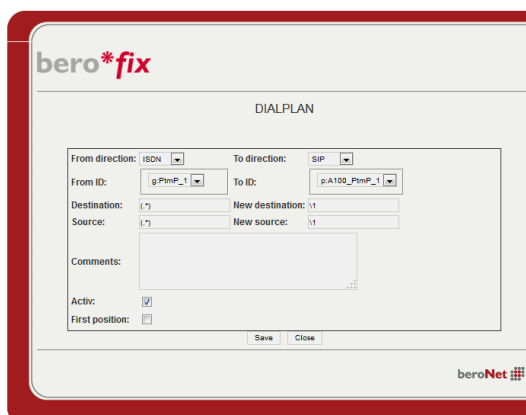 bero*fix
DIALPLAN
From direction: ISDN To direction: SIP
From ID: g:PtmP_1 To ID: p:A100_PtmP_1
Destination: (.*) New destination: \1
Source: (.*) New source: \1
Comments:
Activ:
First position:
Save Close
beroNet